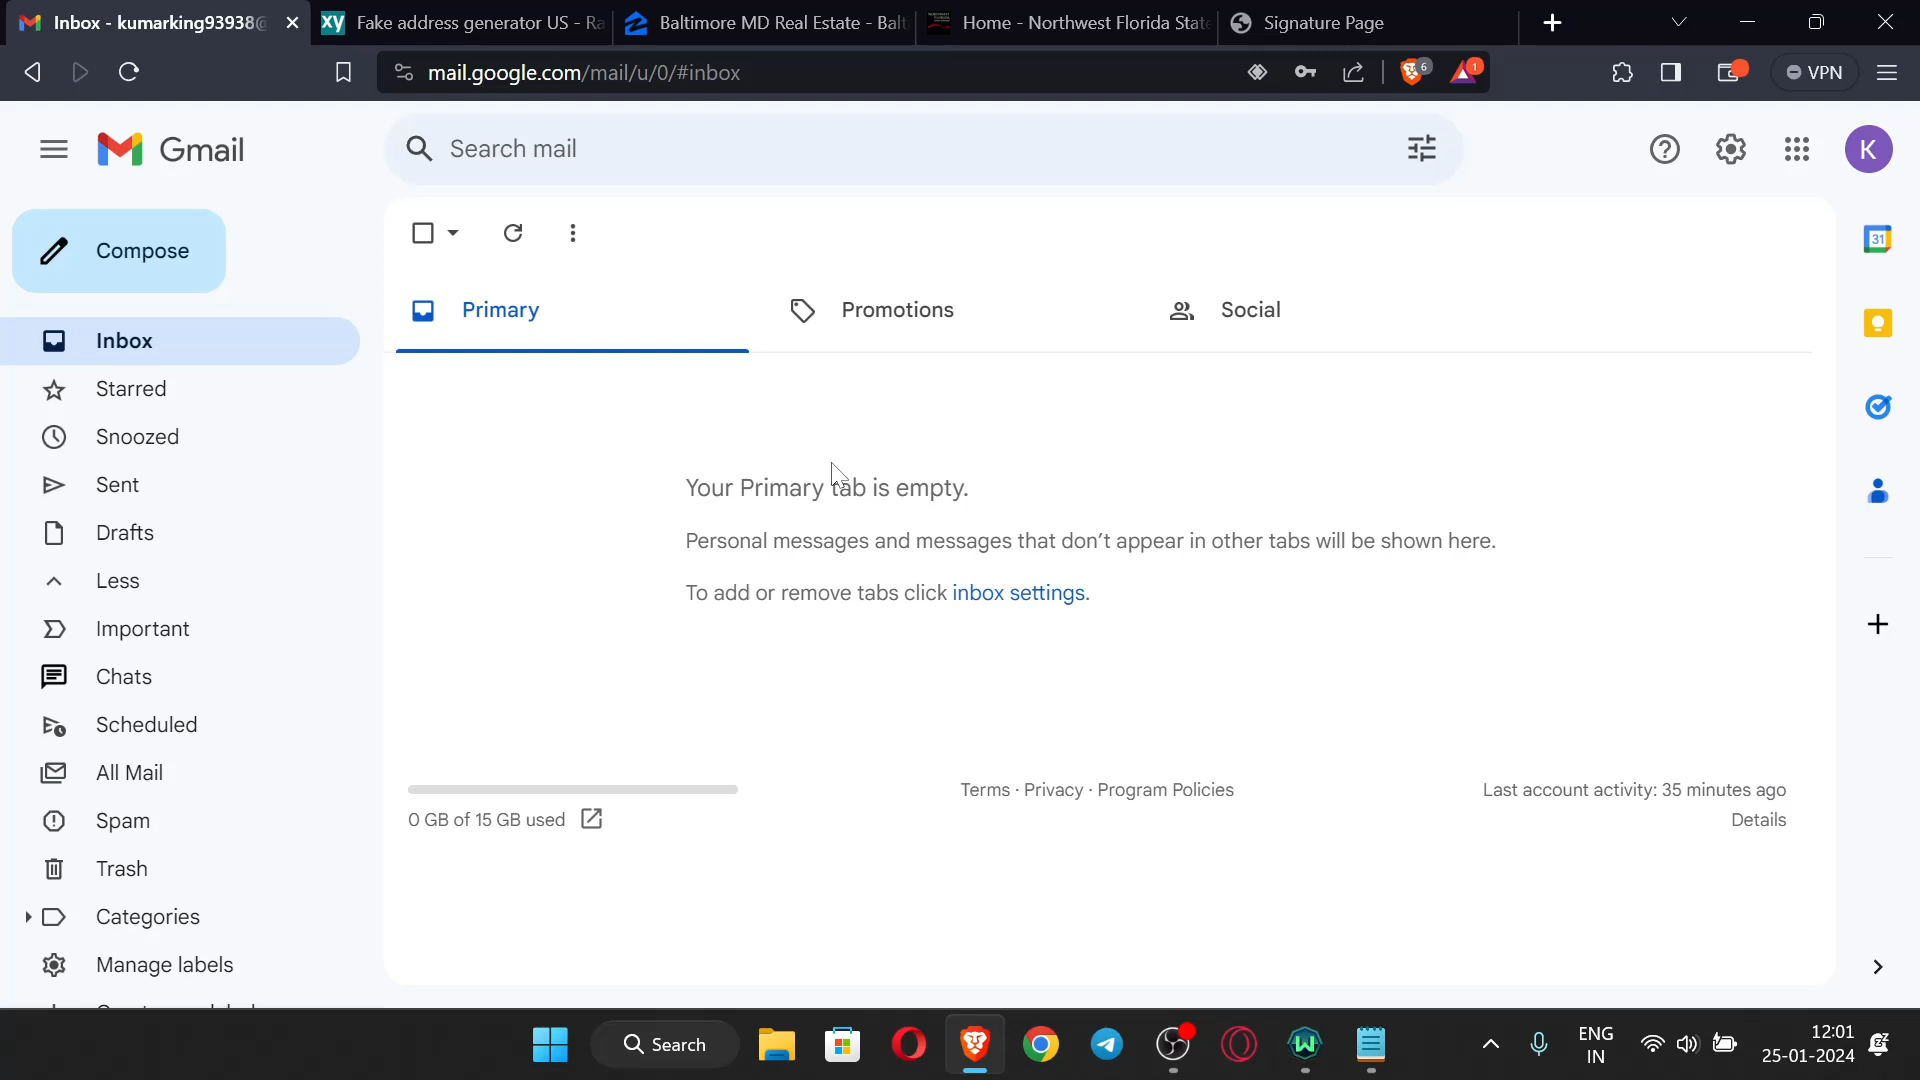 Inbox - kumarking93938@
Fake address generator US - Ra
Baltimore MD Real Estate - Balt
Home - Northwest Florida State
Signature Page
mail.google.com/mail/u/0/#inbox
6
1
VPN
Gmail
Search mail
K
Compose
31
Primary
Promotions
Social
Inbox
Starred
Snoozed
Sent
Drafts
Less
Important
Chats
Scheduled
All Mail
Spam
Trash
Categories
Manage labels
Your Primary tab is empty.
Personal messages and messages that don't appear in other tabs will be shown here.
To add or remove tabs click inbox settings.
0 GB of 15 GB used
Terms · Privacy · Program Policies
Last account activity: 35 minutes ago
Details
Search
ENG
IN
12:01
25-01-2024